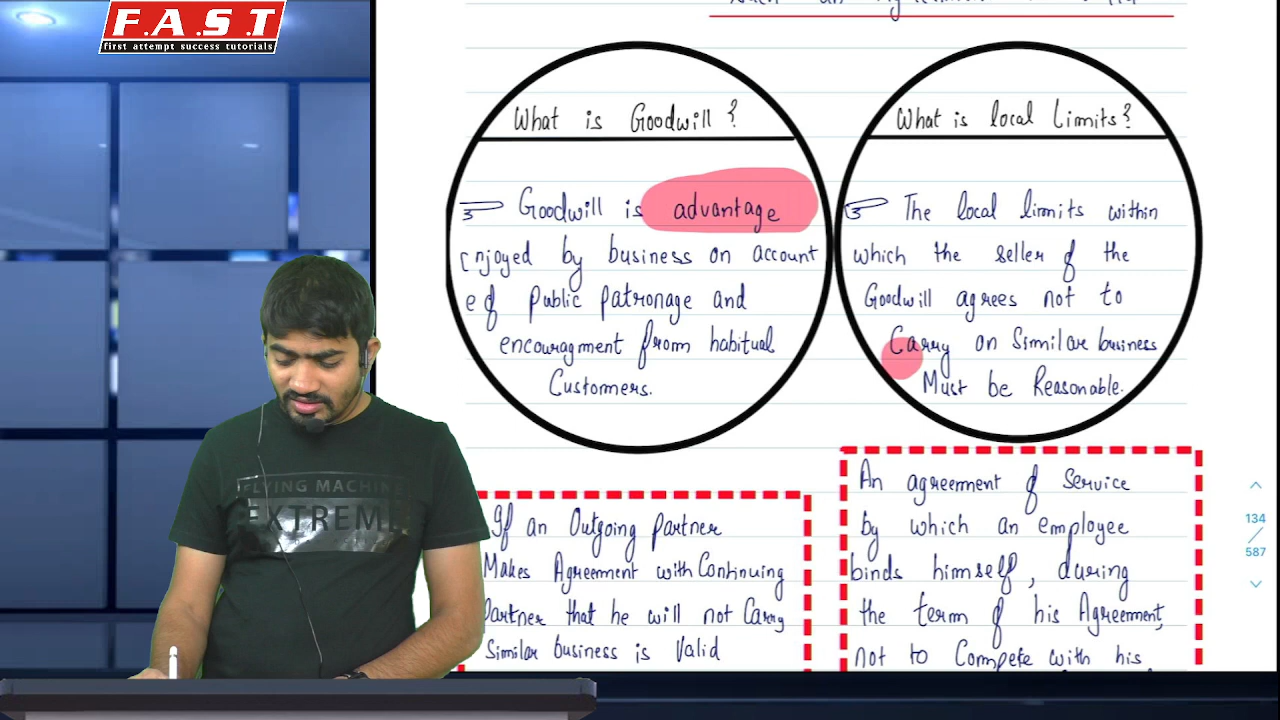 F.A.S.T
first attempt success tutorials
What is Goodwill?
Goodwill is advantage
enjoyed by business on account
of Public Patronage and
encouragment from habitual
Customers.
What is local Limits?
The local limits within
which the seller of the
Goodwill agrees not to
Carry on Similar business
Must be Reasonable.
If an Outgoing Partner
Makes Agreement with Continuing
Partner that he will not Carry
Similar business is Valid
An agreement of Service
by which an employee
binds himself, during
the term of his Agreement,
not to Compete with his
FLYING MACHINE
EXTREM
134
/
587